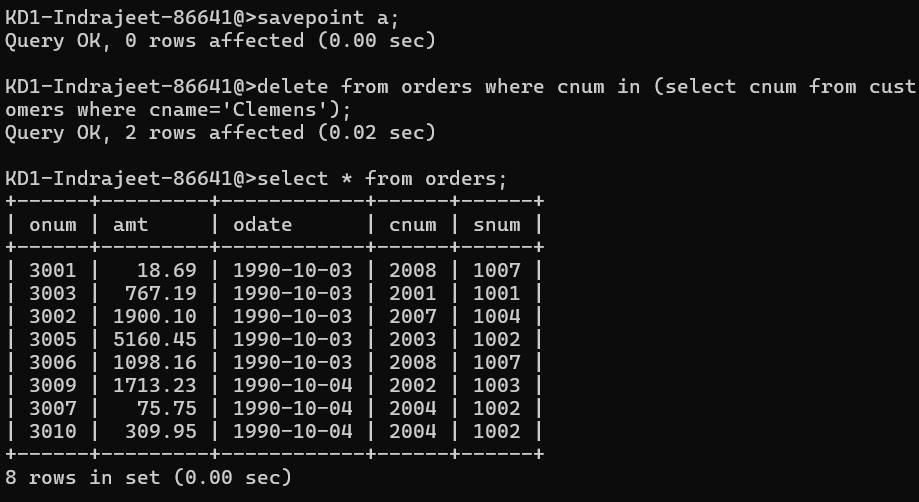 KD1-Indrajeet-86641@>savepoint a;
Query OK, 0 rows affected (0.00 sec)
KD1-Indrajeet-86641@>delete from orders where cnum in (select cnum from cust
omers where cname='Clemens');
Query OK, 2 rows affected (0.02 sec)
KD1-Indrajeet-86641@>select * from orders;
+------+---------+------------+------+------+
| onum | amt     | odate      | cnum | snum |
+------+---------+------------+------+------+
| 3001 |   18.69 | 1990-10-03 | 2008 | 1007 |
| 3003 |  767.19 | 1990-10-03 | 2001 | 1001 |
| 3002 | 1900.10 | 1990-10-03 | 2007 | 1004 |
| 3005 | 5160.45 | 1990-10-03 | 2003 | 1002 |
| 3006 | 1098.16 | 1990-10-03 | 2008 | 1007 |
| 3009 | 1713.23 | 1990-10-04 | 2002 | 1003 |
| 3007 |   75.75 | 1990-10-04 | 2004 | 1002 |
| 3010 |  309.95 | 1990-10-04 | 2004 | 1002 |
+------+---------+------------+------+------+
8 rows in set (0.00 sec)